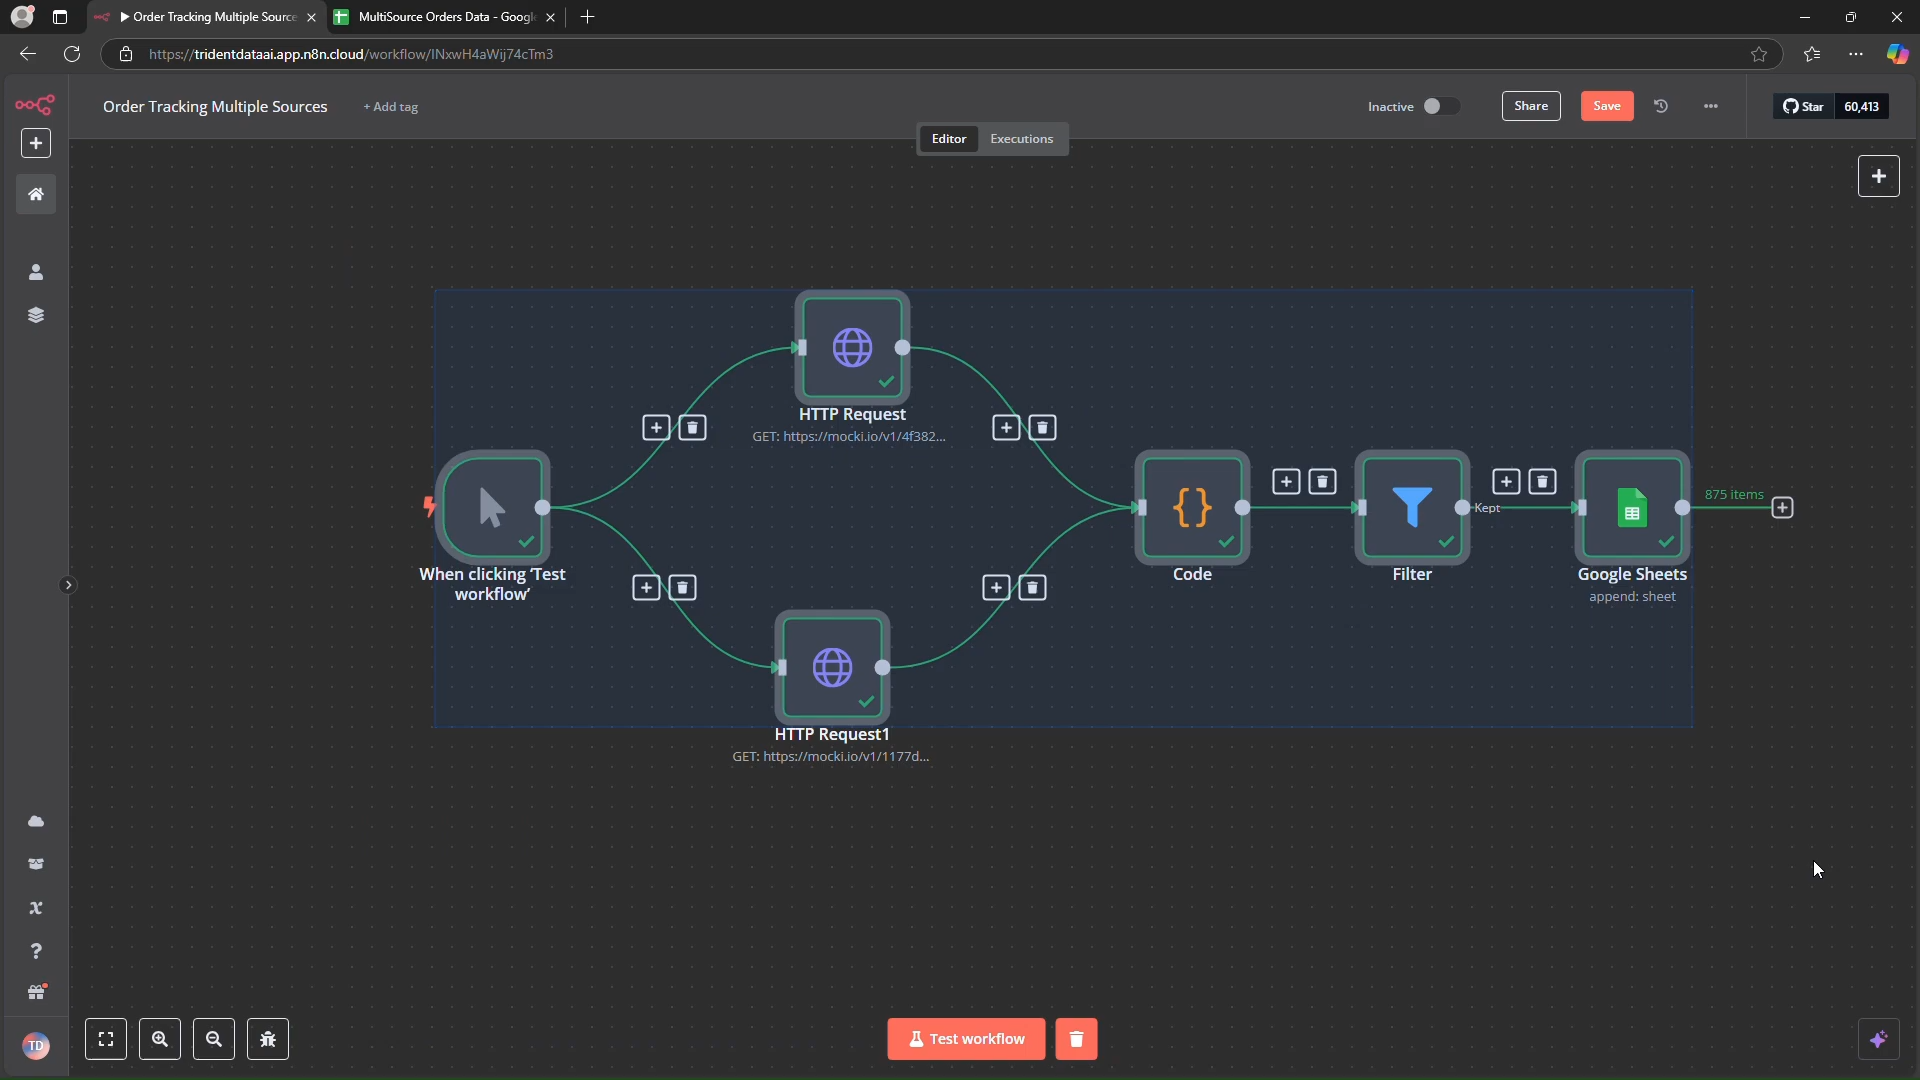 Order Tracking Multiple Source
MultiSource Orders Data - Googl
https://tridentdataai.app.n8n.cloud/workflow/INxwH4aWij74cTm3
Order Tracking Multiple Sources
+ Add tag
Inactive
Share
Save
Star
60,413
Editor
Executions
HTTP Request
GET: https://mocki.io/v1/4f382...
875 items
Kept
When clicking ‘Test
workflow’
Code
Filter
Google Sheets
append: sheet
HTTP Request1
GET: https://mocki.io/v1/1177d...
TD
Test workflow